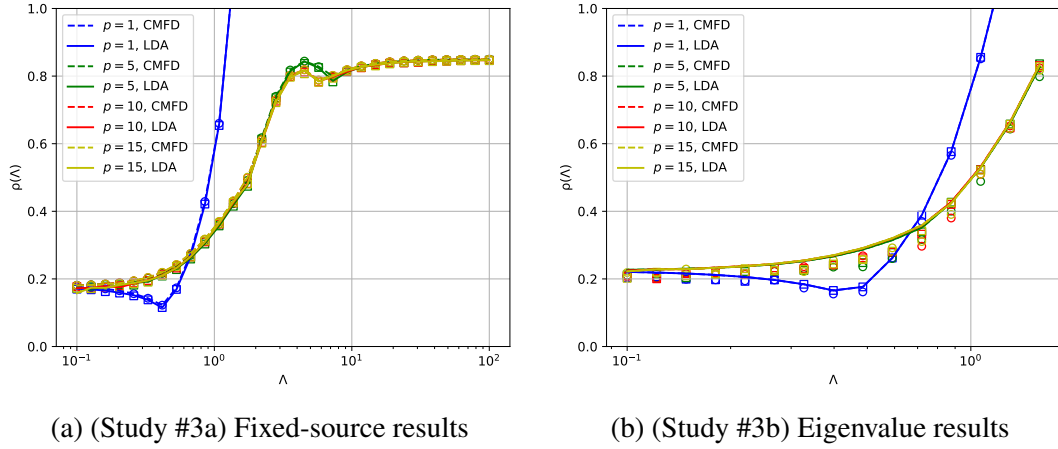 1.0
0.8
0.6
0.4
0.2
0.0
ρ(Λ)
p = 1, CMFD
p = 1, LDA
p = 5, CMFD
p = 5, LDA
p = 10, CMFD
p = 10, LDA
p = 15, CMFD
p = 15, LDA
10⁻¹ 10⁰ 10¹ 10²
Λ
(a) (Study #3a) Fixed-source results
1.0
0.8
0.6
0.4
0.2
0.0
ρ(Λ)
p = 1, CMFD
p = 1, LDA
p = 5, CMFD
p = 5, LDA
p = 10, CMFD
p = 10, LDA
p = 15, CMFD
p = 15, LDA
10⁻¹ 10⁰
Λ
(b) (Study #3b) Eigenvalue results